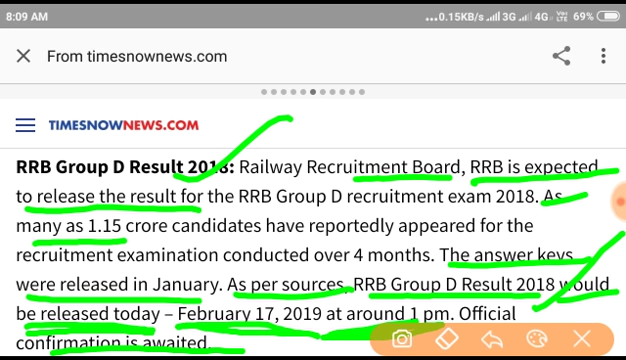 8:09 AM ...0.15KB/s 3G 4G VoLTE 69%
From timesnownews.com
TIMESNOWNEWS.COM
RRB Group D Result 2018: Railway Recruitment Board, RRB is expected
to release the result for the RRB Group D recruitment exam 2018. As
many as 1.15 crore candidates have reportedly appeared for the
recruitment examination conducted over 4 months. The answer keys
were released in January. As per sources, RRB Group D Result 2018 would
be released today – February 17, 2019 at around 1 pm. Official
confirmation is awaited.